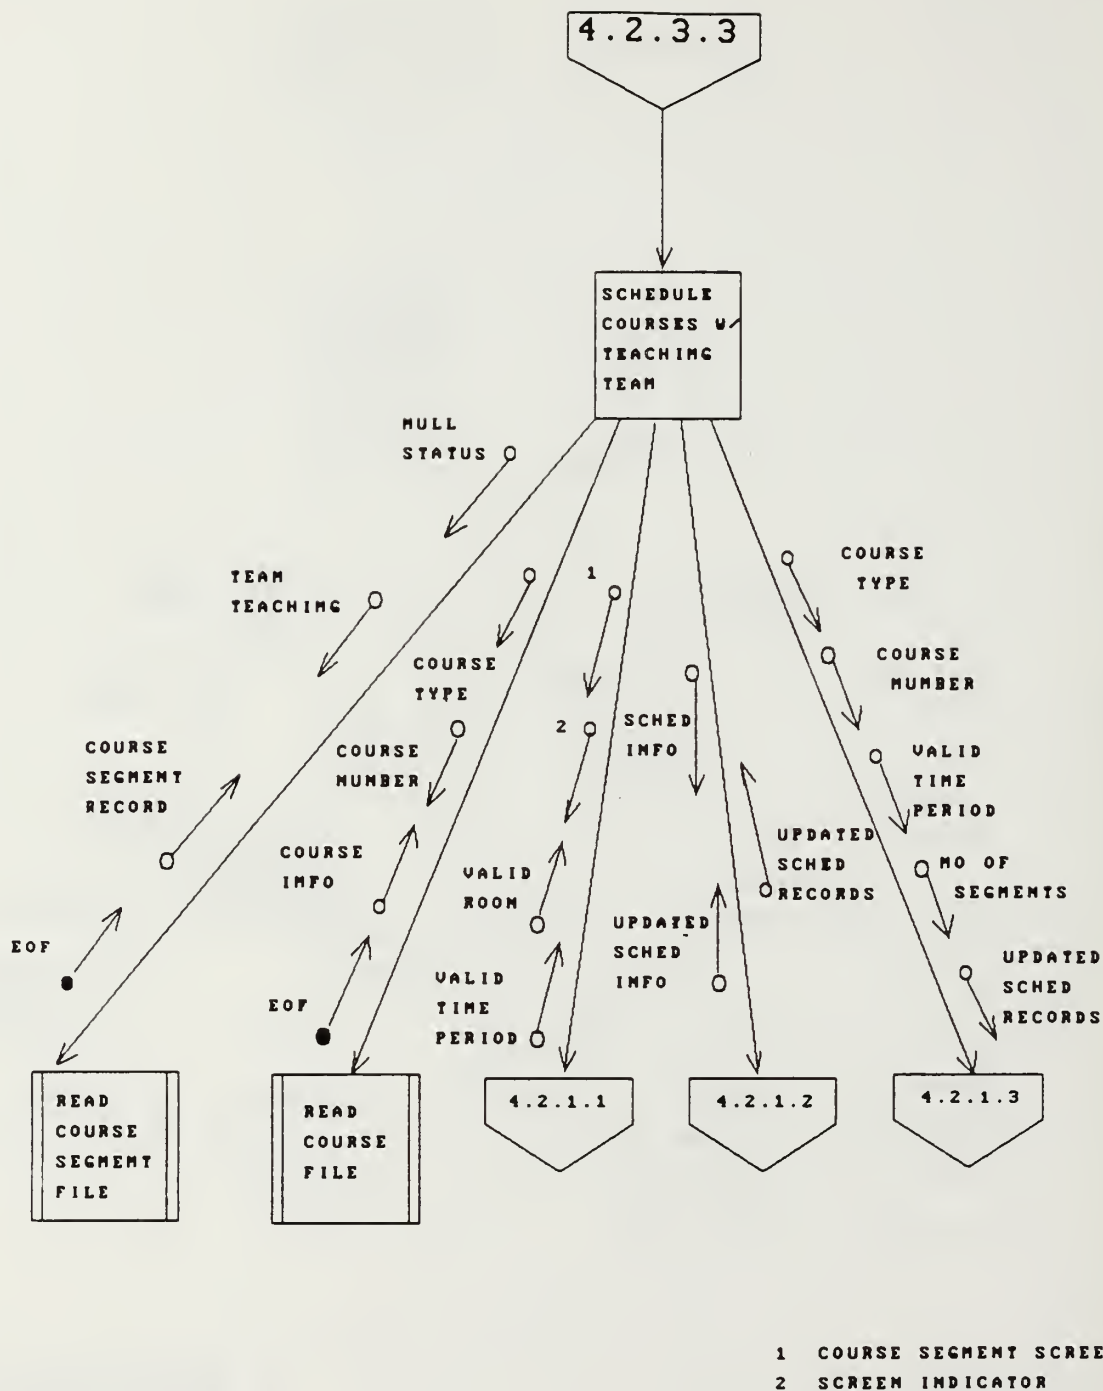 4.2.3.3
SCHEDULE
COURSES W/
TEACHING
TEAM
NULL
STATUS
TEAM
TEACHING
COURSE
SEGMENT
RECORD
EOF
COURSE
TYPE
COURSE
NUMBER
COURSE
INFO
EOF
1
2
VALID
ROOM
VALID
TIME
PERIOD
SCHED
INFO
UPDATED
SCHED
INFO
UPDATED
SCHED
RECORDS
COURSE
TYPE
COURSE
NUMBER
VALID
TIME
PERIOD
NO OF
SEGMENTS
UPDATED
SCHED
RECORDS
READ
COURSE
SEGMENT
FILE
READ
COURSE
FILE
4.2.1.1
4.2.1.2
4.2.1.3
1 COURSE SEGMENT SCREE
2 SCREEN INDICATOR